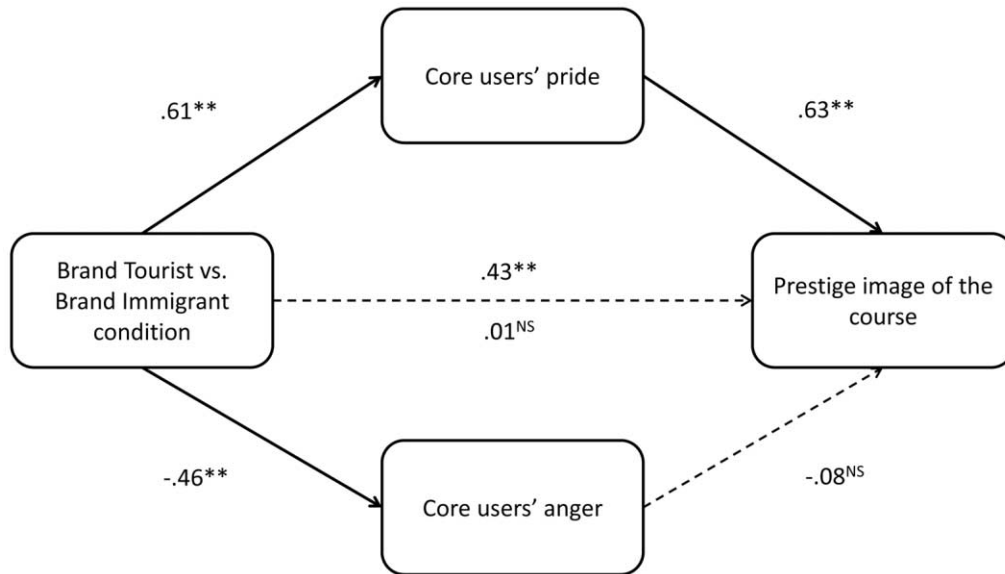 Core users' pride
.61**
.63**
Brand Tourist vs.
Brand Immigrant
condition
.43**
.01NS
Prestige image of the
course
-.46**
Core users' anger
-.08NS